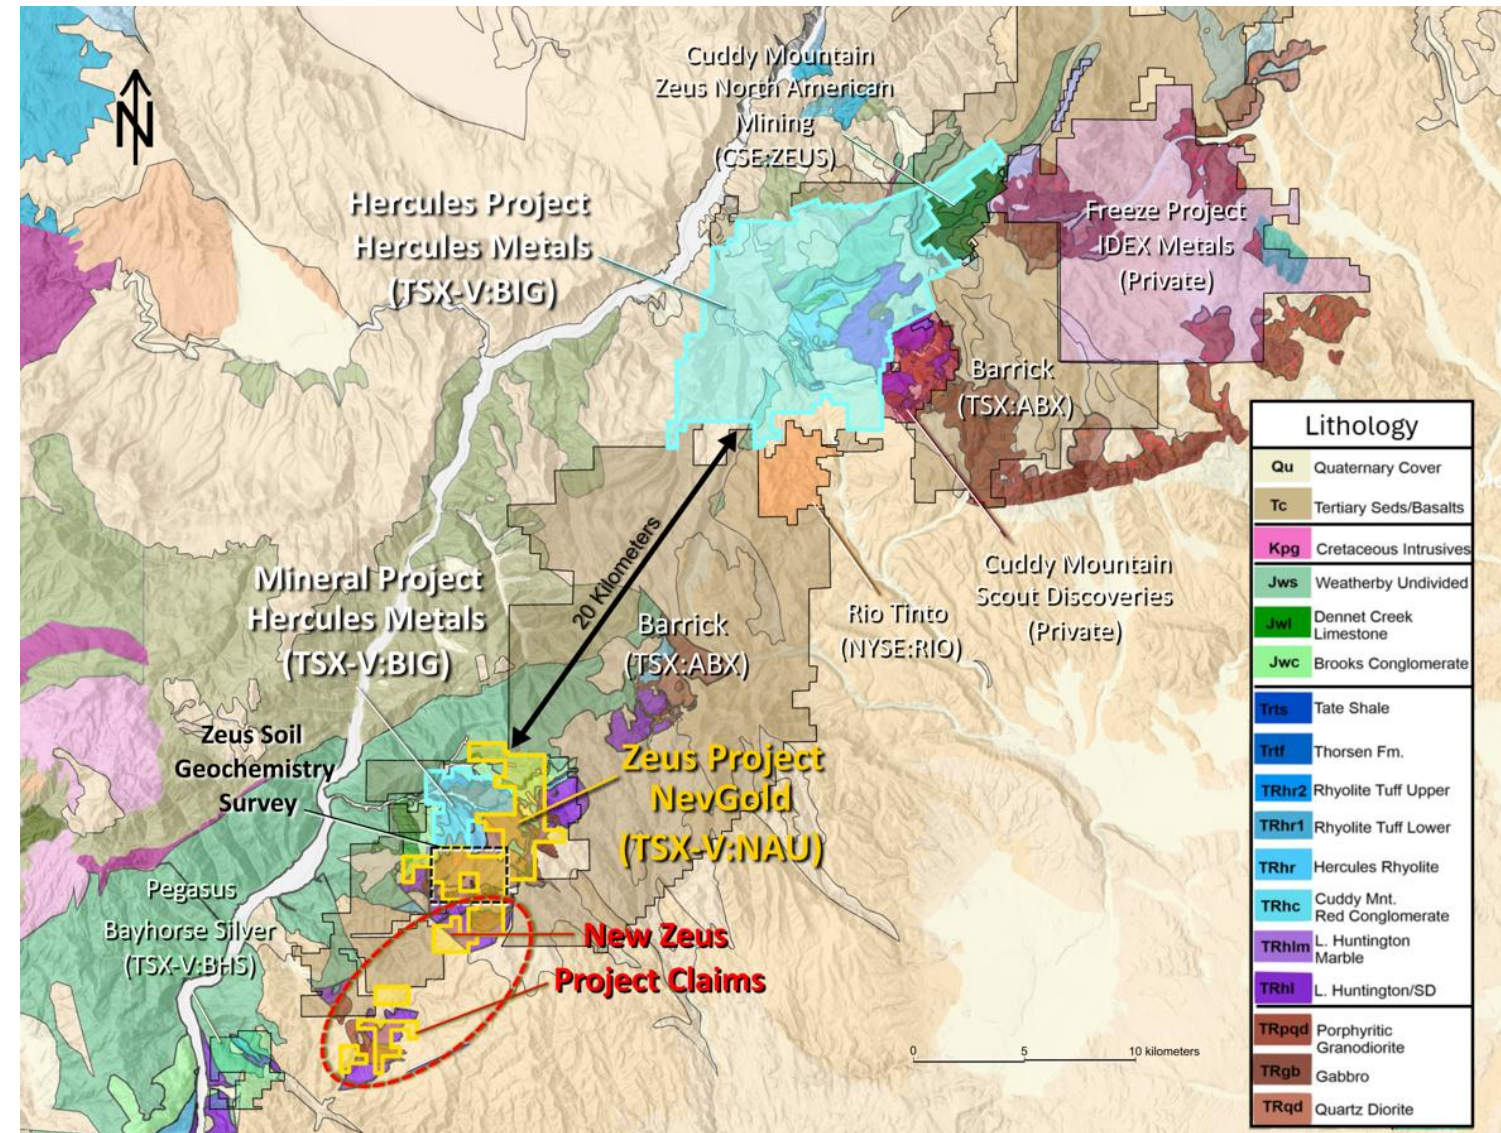 N
Cuddy Mountain
Zeus North American
Mining
(CSE:ZEUS)
Hercules Project
Hercules Metals
(TSX-V:BIG)
Freeze Project
IDEX Metals
(Private)
Barrick
(TSX:ABX)
20 Kilometers
Cuddy Mountain
Scout Discoveries
(Private)
Rio Tinto
(NYSE:RIO)
Mineral Project
Hercules Metals
(TSX-V:BIG)
Barrick
(TSX:ABX)
Zeus Soil
Geochemistry
Survey
Zeus Project
NevGold
(TSX-V:NAU)
Pegasus
Bayhorse Silver
(TSX-V:BHS)
New Zeus
Project Claims
0 5 10 kilometers
Lithology
Qu Quaternary Cover
Tc Tertiary Seds/Basalts
Kpg Cretaceous Intrusives
Jws Weatherby Undivided
Jwl Dennet Creek
Limestone
Jwc Brooks Conglomerate
Trts Tate Shale
Trtf Thorsen Fm.
TRhr2 Rhyolite Tuff Upper
TRhr1 Rhyolite Tuff Lower
TRhr Hercules Rhyolite
TRhc Cuddy Mnt.
Red Conglomerate
TRhlm L. Huntington
Marble
TRhl L. Huntington/SD
TRpqd Porphyritic
Granodiorite
TRgb Gabbro
TRqd Quartz Diorite